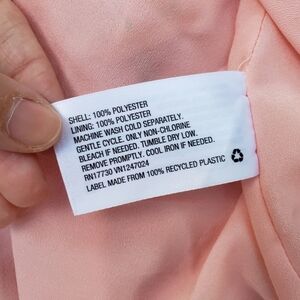 SHELL: 100% POLYESTER
LINING: 100% POLYESTER
MACHINE WASH COLD SEPARATELY.
GENTLE CYCLE. ONLY NON-CHLORINE
BLEACH IF NEEDED. TUMBLE DRY LOW.
REMOVE PROMPTLY. COOL IRON IF NEEDED.
RN17730 VN1247024
LABEL MADE FROM 100% RECYCLED PLASTIC